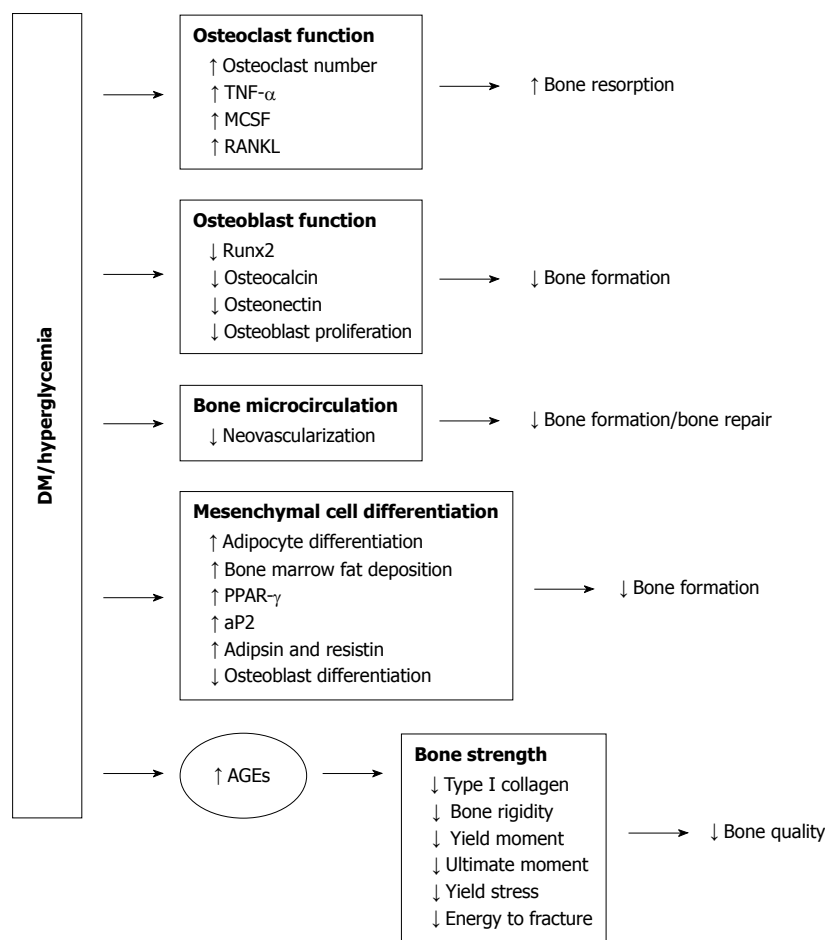 DM/hyperglycemia
Osteoclast function
↑ Osteoclast number
↑ TNF-α
↑ MCSF
↑ RANKL
↑ Bone resorption
Osteoblast function
↓ Runx2
↓ Osteocalcin
↓ Osteonectin
↓ Osteoblast proliferation
↓ Bone formation
Bone microcirculation
↓ Neovascularization
↓ Bone formation/bone repair
Mesenchymal cell differentiation
↑ Adipocyte differentiation
↑ Bone marrow fat deposition
↑ PPAR-γ
↑ aP2
↑ Adipsin and resistin
↓ Osteoblast differentiation
↓ Bone formation
↑ AGEs
Bone strength
↓ Type I collagen
↓ Bone rigidity
↓ Yield moment
↓ Ultimate moment
↓ Yield stress
↓ Energy to fracture
↓ Bone quality